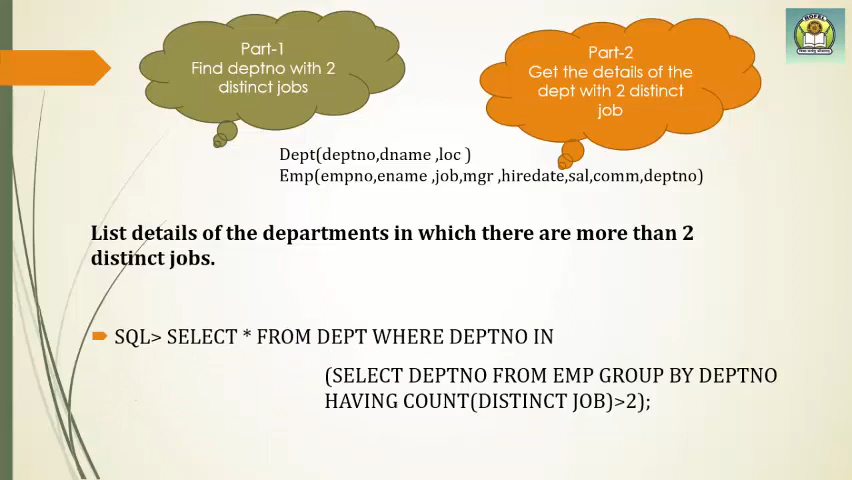 Part-1
Find deptno with 2
distinct jobs
Part-2
Get the details of the
dept with 2 distinct
job
Dept(deptno,dname ,loc )
Emp(empno,ename ,job,mgr ,hiredate,sal,comm,deptno)
List details of the departments in which there are more than 2
distinct jobs.
SQL> SELECT * FROM DEPT WHERE DEPTNO IN
(SELECT DEPTNO FROM EMP GROUP BY DEPTNO
HAVING COUNT(DISTINCT JOB)>2);